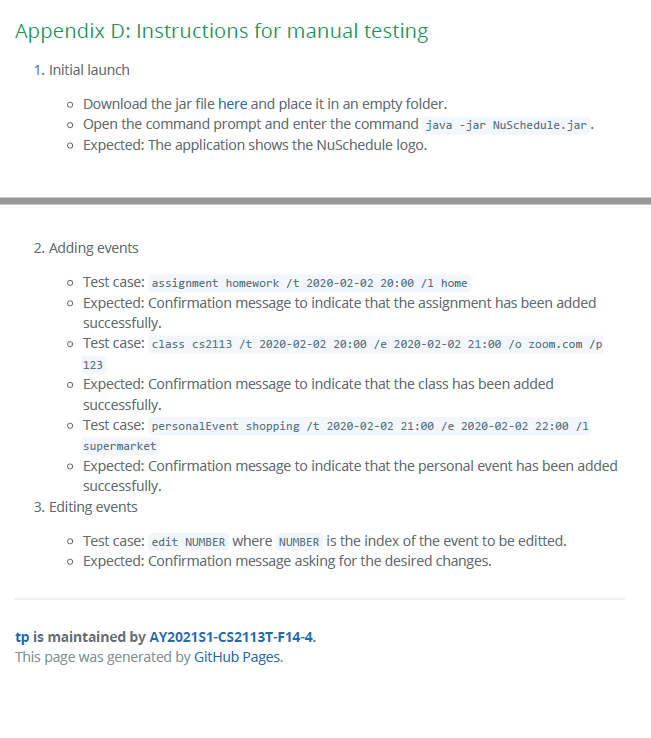 Appendix D: Instructions for manual testing
1. Initial launch
Download the jar file here and place it in an empty folder.
Open the command prompt and enter the command java -jar NuSchedule.jar.
Expected: The application shows the NuSchedule logo.
2. Adding events
Test case: assignment homework /t 2020-02-02 20:00 /l home
Expected: Confirmation message to indicate that the assignment has been added
successfully.
Test case: class cs2113 /t 2020-02-02 20:00 /e 2020-02-02 21:00 /o zoom.com /p
123
Expected: Confirmation message to indicate that the class has been added
successfully.
Test case: personalEvent shopping /t 2020-02-02 21:00 /e 2020-02-02 22:00 /l
supermarket
Expected: Confirmation message to indicate that the personal event has been added
successfully.
3. Editing events
Test case: edit NUMBER where NUMBER is the index of the event to be editted.
Expected: Confirmation message asking for the desired changes.
tp is maintained by AY2021S1-CS2113T-F14-4.
This page was generated by GitHub Pages.